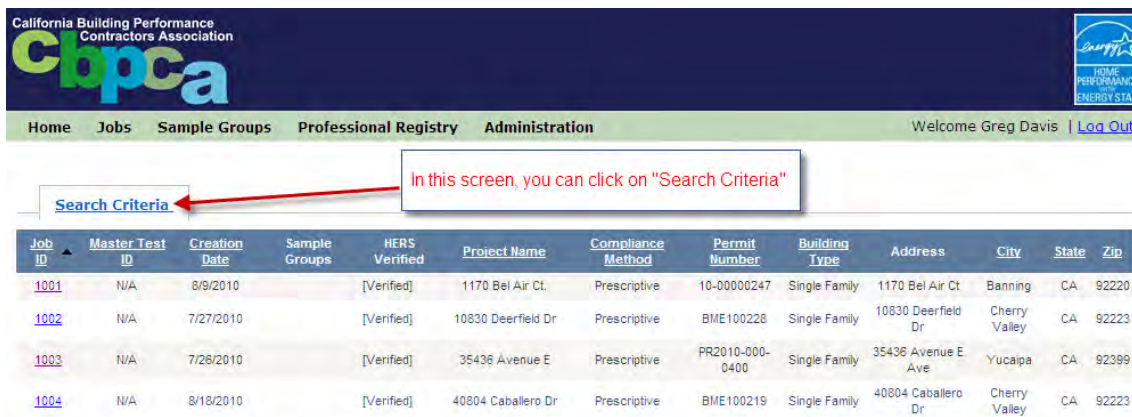 California Building Performance
Contractors Association
Cbpca
energy
HOME
PERFORMANC
WITH
ENERGY STA
Home Jobs Sample Groups Professional Registry Administration Welcome Greg Davis | Log Out
In this screen, you can click on "Search Criteria"
Search Criteria
Job ID Master Test ID Creation Date Sample Groups HERS Verified Project Name Compliance Method Permit Number Building Type Address City State Zip
1001 N/A 8/9/2010 [Verified] 1170 Bel Air Ct. Prescriptive 10-00000247 Single Family 1170 Bel Air Ct Banning CA 92220
1002 N/A 7/27/2010 [Verified] 10830 Deerfield Dr Prescriptive BME100228 Single Family 10830 Deerfield Dr Cherry Valley CA 92223
1003 N/A 7/26/2010 [Verified] 35436 Avenue E Prescriptive PR2010-000-0400 Single Family 35436 Avenue E Ave Yucaipa CA 92399
1004 N/A 8/18/2010 [Verified] 40804 Caballero Dr Prescriptive BME100219 Single Family 40804 Caballero Dr Cherry Valley CA 92223